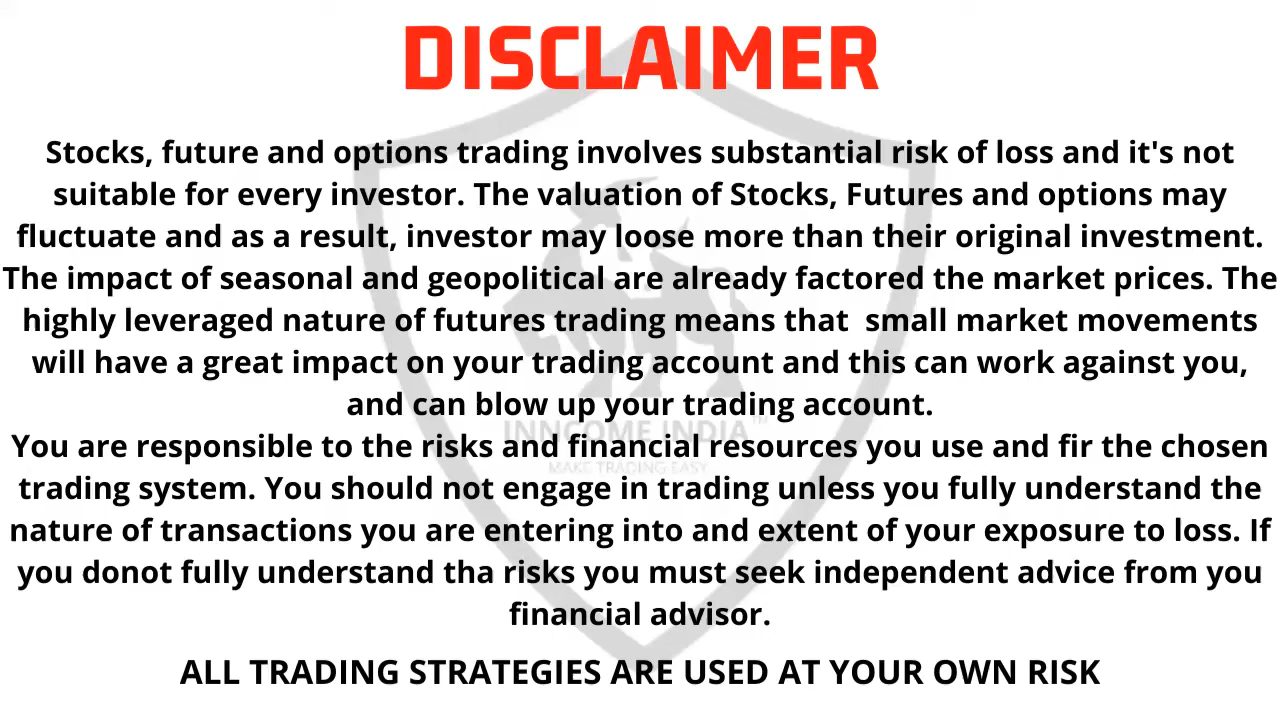 DISCLAIMER
Stocks, future and options trading involves substantial risk of loss and it's not
suitable for every investor. The valuation of Stocks, Futures and options may
fluctuate and as a result, investor may loose more than their original investment.
The impact of seasonal and geopolitical are already factored the market prices. The
highly leveraged nature of futures trading means that  small market movements
will have a great impact on your trading account and this can work against you,
and can blow up your trading account.
INNCOME INDIA™
You are responsible to the risks and financial resources you use and fir the chosen
MAKE TRADING EASY
trading system. You should not engage in trading unless you fully understand the
nature of transactions you are entering into and extent of your exposure to loss. If
you donot fully understand tha risks you must seek independent advice from you
financial advisor.
ALL TRADING STRATEGIES ARE USED AT YOUR OWN RISK